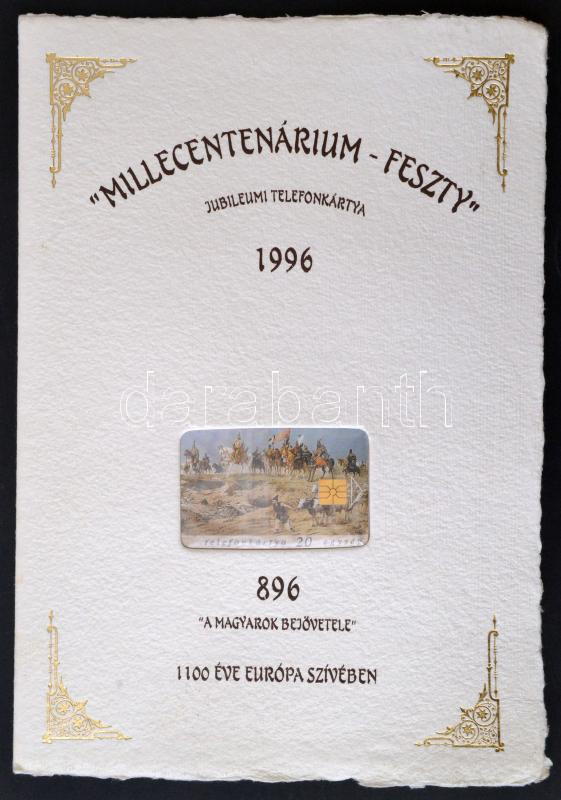 "MILLECENTENÁRIUM - FESZTY"
JUBILEUMI TELEFONKÁRTYA
1996
darabanth
telefonkártya 20 egység
896
"A MAGYAROK BEJÖVETELE"
1100 ÉVE EURÓPA SZÍVÉBEN